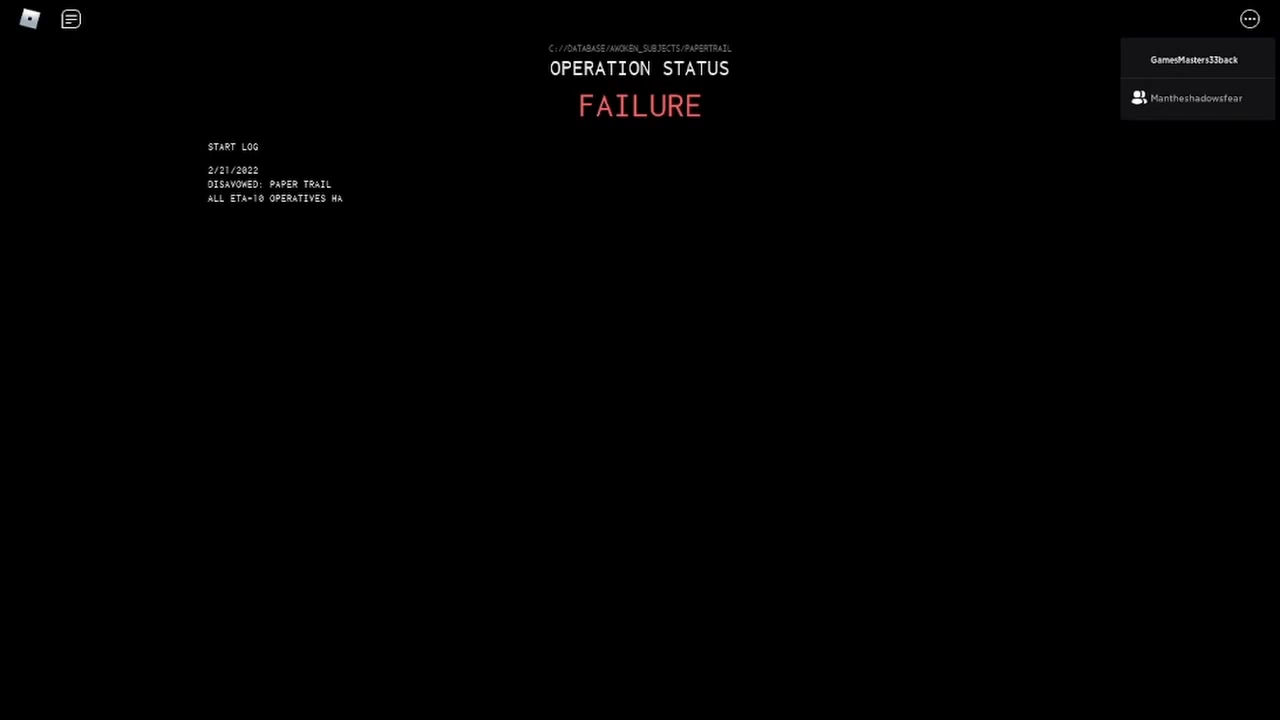 C://DATABASE/AWOKEN_SUBJECTS/PAPERTRAIL
OPERATION STATUS
FAILURE
GamesMasters33back
Mantheshadowsfear
START LOG
2/21/2022
DISAVOWED: PAPER TRAIL
ALL ETA-10 OPERATIVES HA